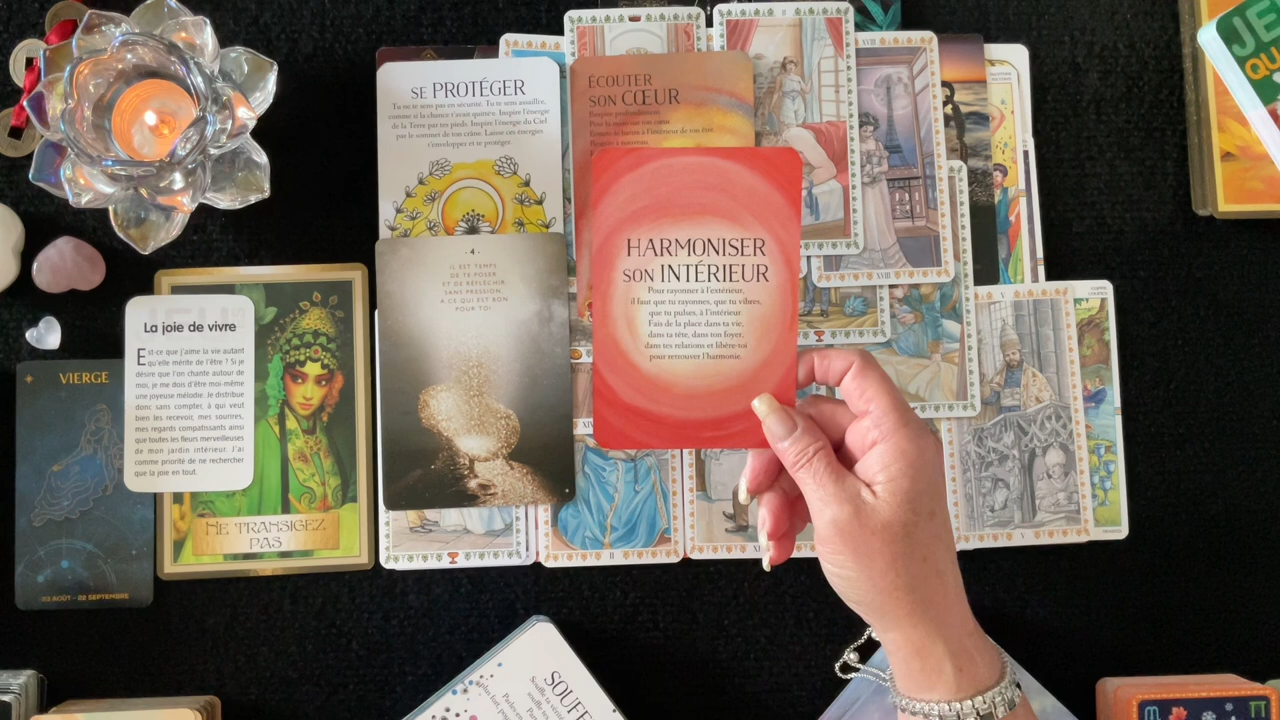 SE PROTÉGER
Tu ne te sens pas en sécurité. Tu te sens assaillie,
comme si la chance t'avait quittée. Inspire l'énergie
de la Terre par tes pieds. Inspire l'énergie du Ciel
par le sommet de ton crâne. Laisse ces énergies
t'envelopper et te protéger.
ÉCOUTER
SON CŒUR
Respire profondément.
Pose ta main sur ton cœur
HARMONISER
SON INTÉRIEUR
Pour rayonner à l'extérieur,
il faut que tu rayonnes, que tu vibres,
que tu pulses, à l'intérieur.
Fais de la place dans ta vie,
dans ta tête, dans ton foyer,
dans tes relations et libère-toi
pour retrouver l'harmonie.
· 4 ·
IL EST TEMPS
DE TE POSER
ET DE RÉFLÉCHIR,
SANS PRESSION,
À CE QUI EST BON
POUR TOI
La joie de vivre
Est-ce que j'aime la vie autant
qu'elle mérite de l'être ? Si je
désire que l'on chante autour de
moi, je me dois d'être moi-même
une joyeuse mélodie. Je distribue
donc sans compter, à qui veut
bien les recevoir, mes sourires,
mes regards compatissants ainsi
que toutes les fleurs merveilleuses
de mon jardin intérieur. J'ai
comme priorité de ne rechercher
que la joie en tout.
VIERGE
23 AOÛT - 22 SEPTEMBRE
NE TRANSIGEZ
PAS
II
XVIII
XVIII
V
V
II
SOUFF
JE
QU